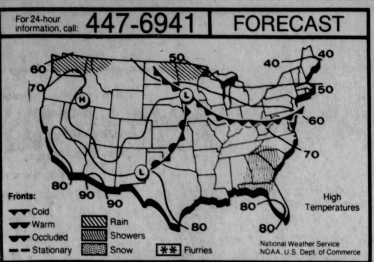 For 24-hour
information, call:
447-6941
FORECAST
50
50
40
40
60
70
50
H
L
60
70
L
80
90
90
80
80
80
High
Temperatures
Fronts:
Cold
Warm
Occluded
Stationary
Rain
Showers
Snow
Flurries
National Weather Service
NOAA, U.S. Dept. of Commerce